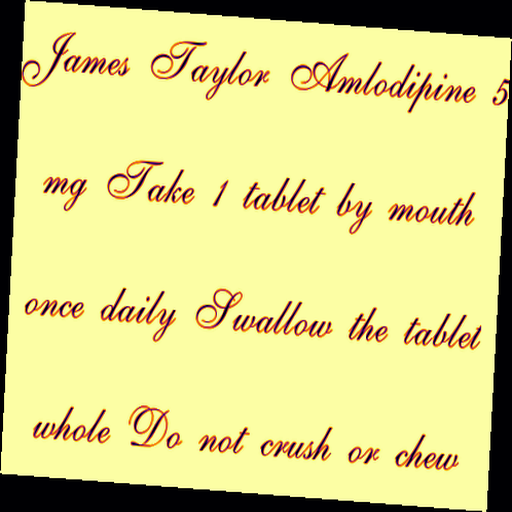 James Taylor Amlodipine 5
mg Take 1 tablet by mouth
once daily Swallow the tablet
whole Do not crush or chew